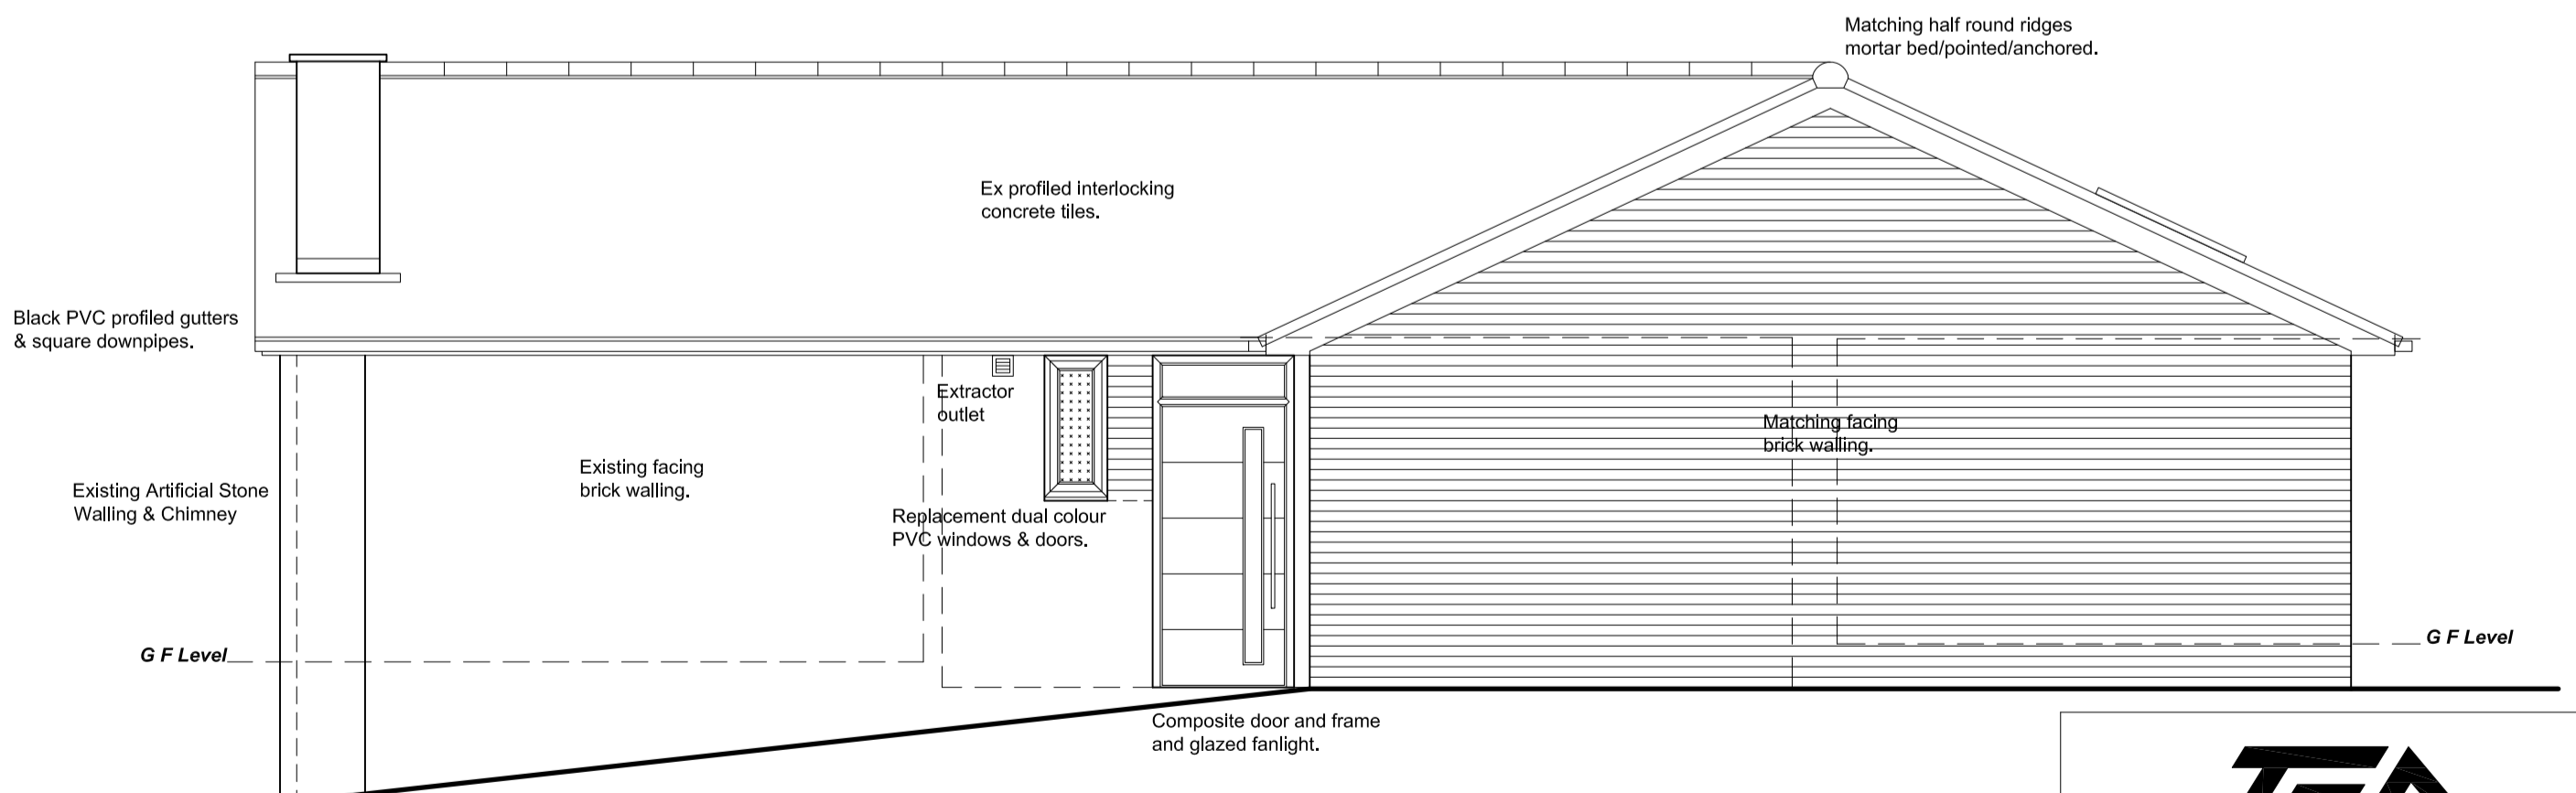 Matching half round ridges
mortar bed/pointed/anchored.
Ex profiled interlocking
concrete tiles.
Black PVC profiled gutters
& square downpipes.
Extractor
outlet
Matching facing
brick walling.
Existing facing
brick walling.
Existing Artificial Stone
Walling & Chimney
Replacement dual colour
PVC windows & doors.
G F Level
G F Level
Composite door and frame
and glazed fanlight.